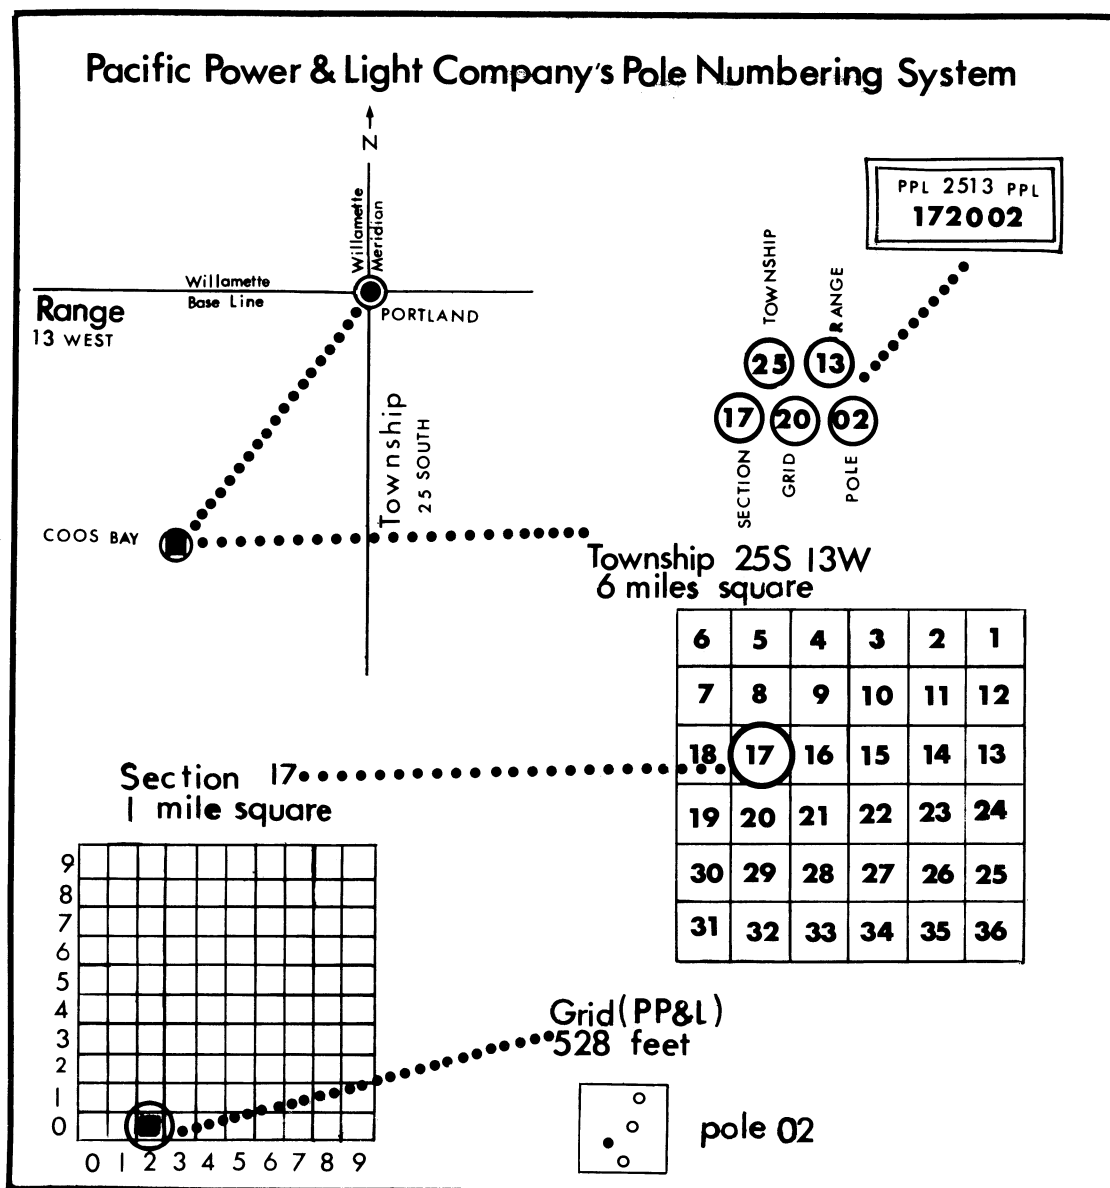 Pacific Power & Light Company's Pole Numbering System
N
Willamette
Meridian
Willamette
Base Line
PORTLAND
Range
13 WEST
Township
25 SOUTH
COOS BAY
PPL 2513 PPL
172002
TOWNSHIP
RANGE
25 13
17 20 02
SECTION
GRID
POLE
Township 25S 13W
6 miles square
6 5 4 3 2 1
7 8 9 10 11 12
18 17 16 15 14 13
19 20 21 22 23 24
30 29 28 27 26 25
31 32 33 34 35 36
Section 17
1 mile square
9
8
7
6
5
4
3
2
1
0
0 1 2 3 4 5 6 7 8 9
Grid (PP&L)
528 feet
pole 02